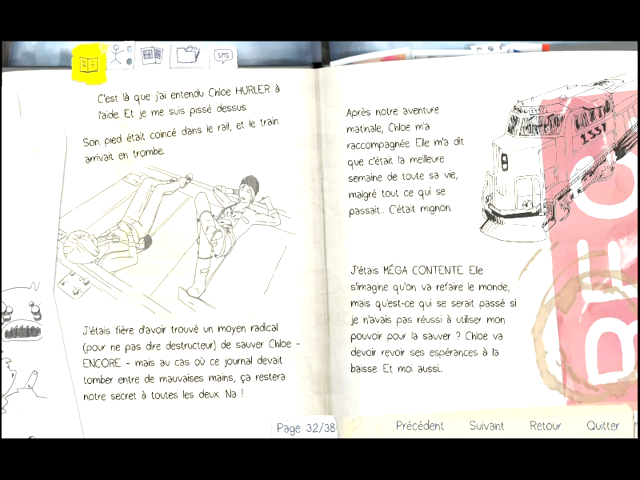 SMS
C'est là que j'ai entendu Chloe HURLER à
l'aide. Et je me suis pissé dessus
Son pied était coincé dans le rail, et le train
arrivait en trombe.
J'étais fière d'avoir trouvé un moyen radical
(pour ne pas dire destructeur) de sauver Chloe -
ENCORE - mais au cas où ce journal devait
tomber entre de mauvaises mains, ça restera
notre secret à toutes les deux. Na !
Après notre aventure
matinale, Chloe m'a
raccompagnée. Elle m'a dit
que c'était la meilleure
semaine de toute sa vie,
malgré tout ce qui se
passait. C'était mignon.
1337
J'étais MÉGA CONTENTE. Elle
s'imagine qu'on va refaire le monde,
mais qu'est-ce qui se serait passé si
je n'avais pas réussi à utiliser mon
pouvoir pour la sauver ? Chloe va
devoir revoir ses espérances à la
baisse. Et moi aussi...
Page 32/38
Précédent Suivant Retour Quitter